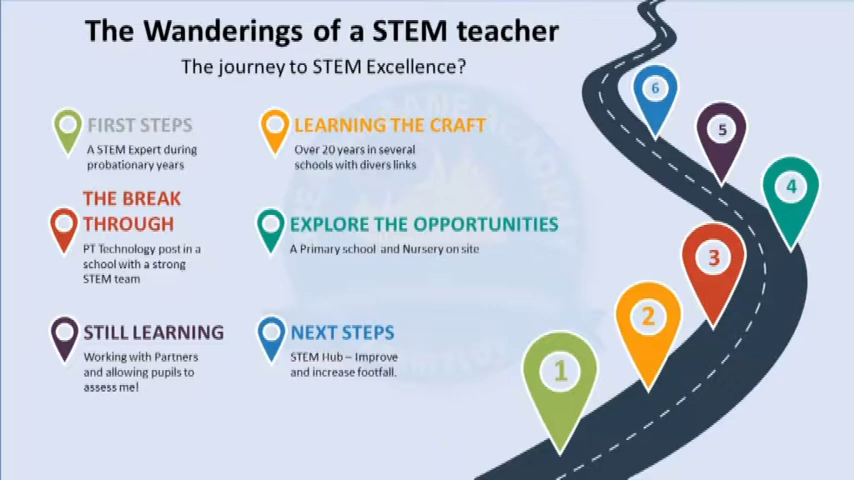 The Wanderings of a STEM teacher
The journey to STEM Excellence?
FIRST STEPS
A STEM Expert during
probationary years
LEARNING THE CRAFT
Over 20 years in several
schools with divers links
THE BREAK
THROUGH
PT Technology post in a
school with a strong
STEM team
EXPLORE THE OPPORTUNITIES
A Primary school and Nursery on site
STILL LEARNING
Working with Partners
and allowing pupils to
assess me!
NEXT STEPS
STEM Hub – Improve
and increase footfall.
6
5
4
3
2
1